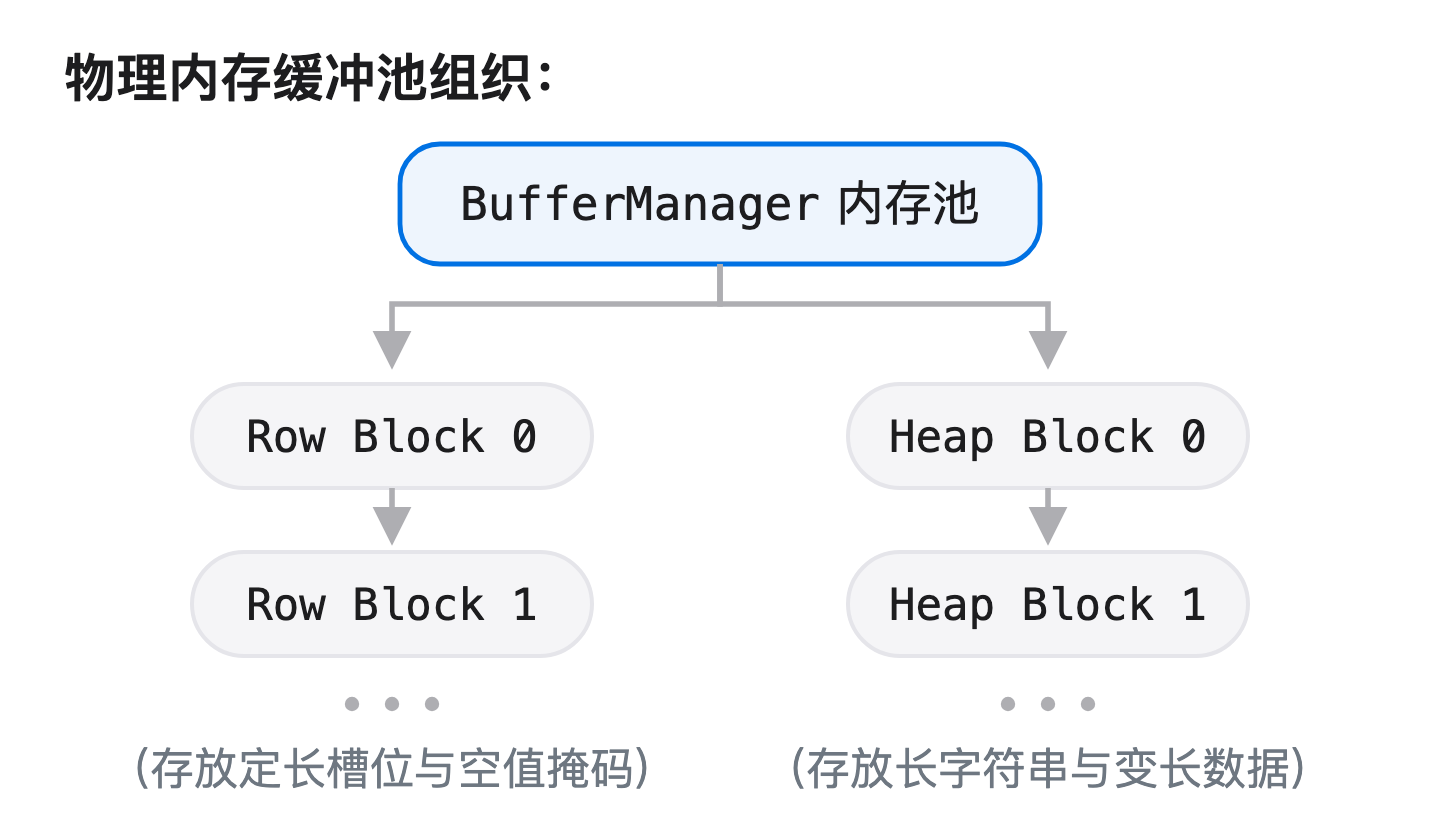 物理内存缓冲池组织：
BufferManager 内存池
Row Block 0
Heap Block 0
Row Block 1
Heap Block 1
(存放定长槽位与空值掩码)
(存放长字符串与变长数据)